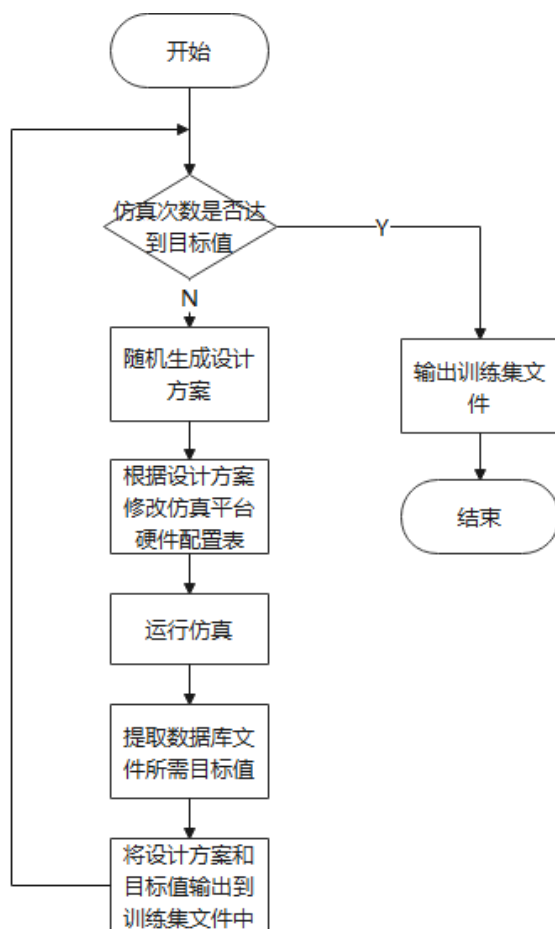 开始
仿真次数是否达
到目标值
Y
N
随机生成设计
方案
输出训练集文
件
根据设计方案
修改仿真平台
硬件配置表
结束
运行仿真
提取数据库文
件所需目标值
将设计方案和
目标值输出到
训练集文件中